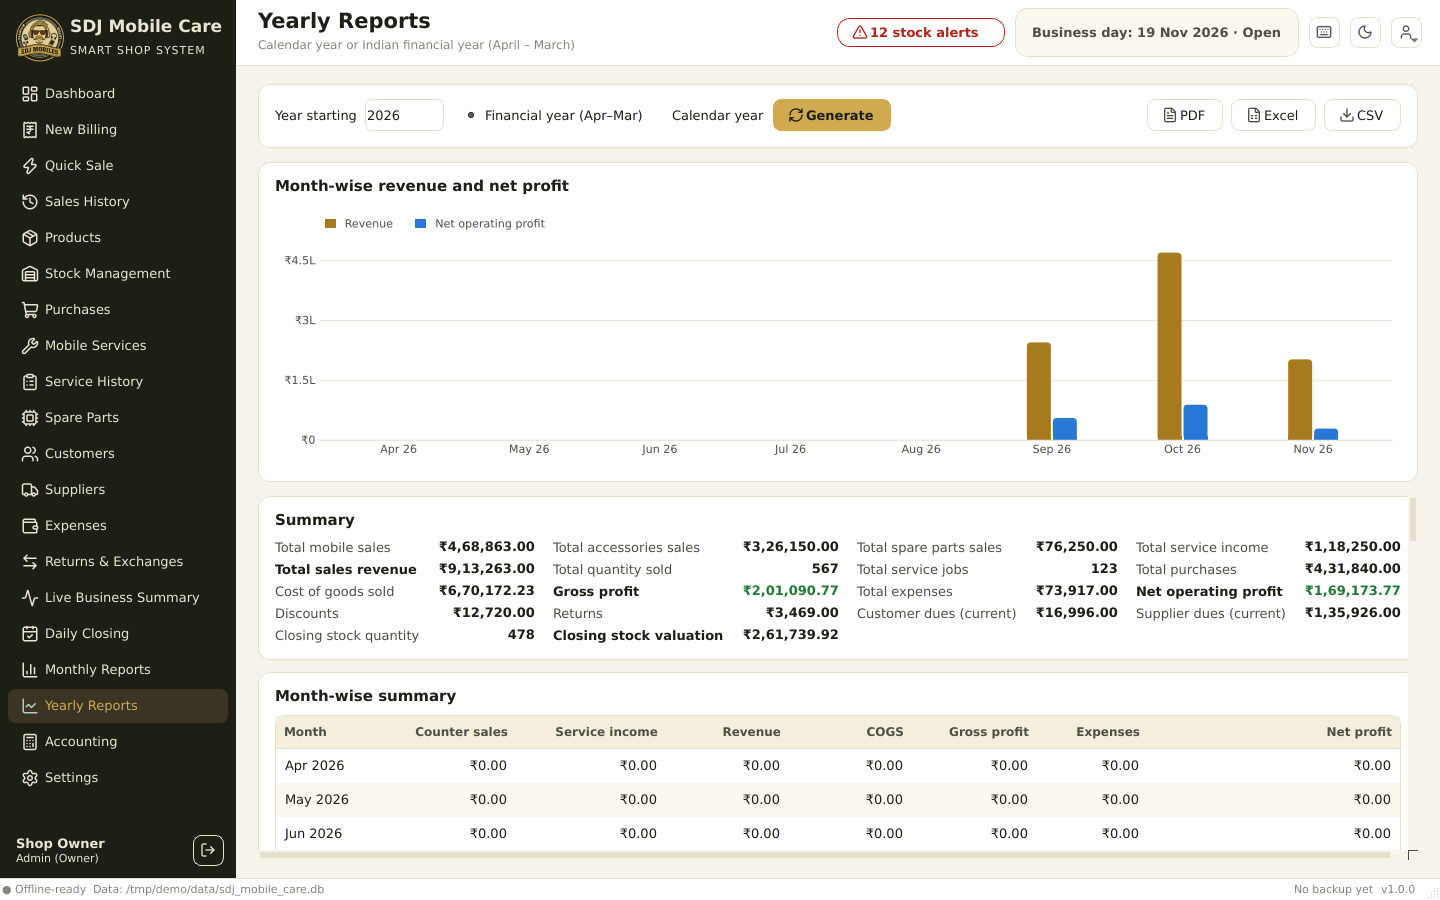 SDJ Mobile Care
SMART SHOP SYSTEM
SDJ MOBILES
Dashboard
New Billing
Quick Sale
Sales History
Products
Stock Management
Purchases
Mobile Services
Service History
Spare Parts
Customers
Suppliers
Expenses
Returns & Exchanges
Live Business Summary
Daily Closing
Monthly Reports
Yearly Reports
Accounting
Settings
Shop Owner
Admin (Owner)
Yearly Reports
Calendar year or Indian financial year (April – March)
12 stock alerts
Business day: 19 Nov 2026 · Open
Year starting 2026 Financial year (Apr–Mar) Calendar year Generate PDF Excel CSV
Month-wise revenue and net profit
Revenue Net operating profit
₹4.5L
₹3L
₹1.5L
₹0
Apr 26 May 26 Jun 26 Jul 26 Aug 26 Sep 26 Oct 26 Nov 26
Summary
Total mobile sales ₹4,68,863.00 Total accessories sales ₹3,26,150.00 Total spare parts sales ₹76,250.00 Total service income ₹1,18,250.00
Total sales revenue ₹9,13,263.00 Total quantity sold 567 Total service jobs 123 Total purchases ₹4,31,840.00
Cost of goods sold ₹6,70,172.23 Gross profit ₹2,01,090.77 Total expenses ₹73,917.00 Net operating profit ₹1,69,173.77
Discounts ₹12,720.00 Returns ₹3,469.00 Customer dues (current) ₹16,996.00 Supplier dues (current) ₹1,35,926.00
Closing stock quantity 478 Closing stock valuation ₹2,61,739.92
Month-wise summary
Month Counter sales Service income Revenue COGS Gross profit Expenses Net profit
Apr 2026 ₹0.00 ₹0.00 ₹0.00 ₹0.00 ₹0.00 ₹0.00 ₹0.00
May 2026 ₹0.00 ₹0.00 ₹0.00 ₹0.00 ₹0.00 ₹0.00 ₹0.00
Jun 2026 ₹0.00 ₹0.00 ₹0.00 ₹0.00 ₹0.00 ₹0.00 ₹0.00
Offline-ready Data: /tmp/demo/data/sdj_mobile_care.db
No backup yet v1.0.0